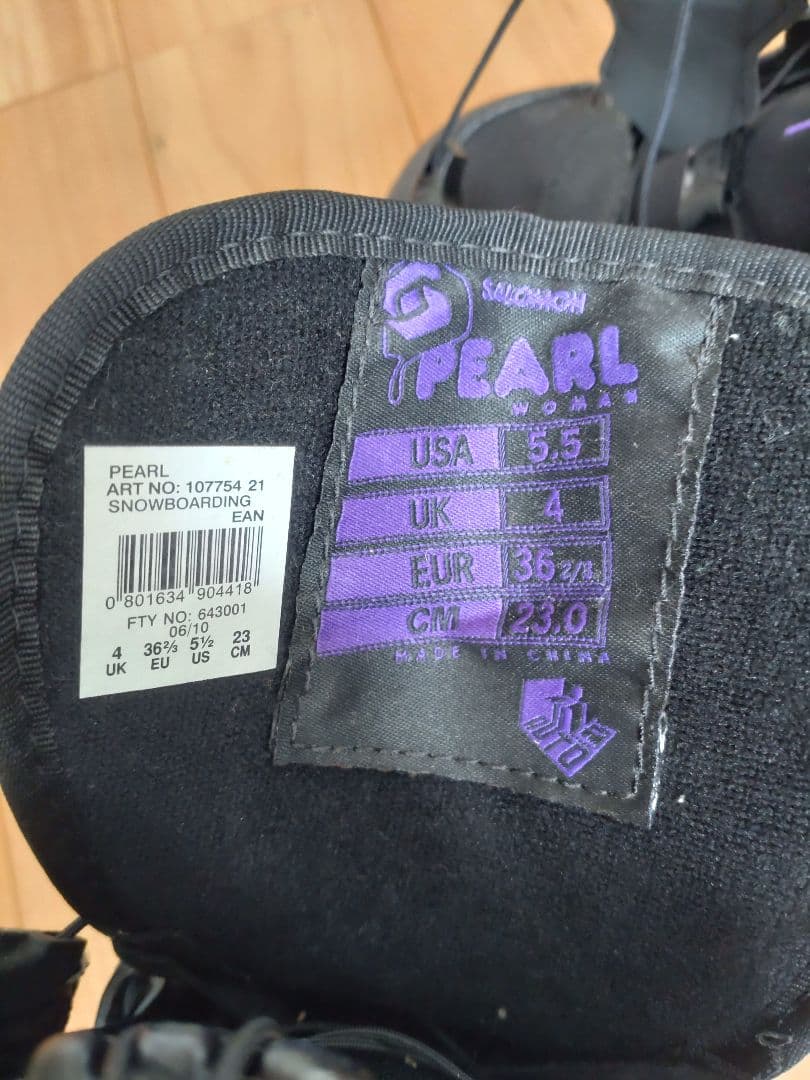 PEARL
ART NO: 107754 21
SNOWBOARDING
EAN
0 801634 904418
FTY NO: 643001
06/10
4 36⅔ 5½ 23
UK EU US CM
SALOMON
PEARL
WOMAN
USA 5.5
UK 4
EUR 36 2/3
CM 23.0
MADE IN CHINA